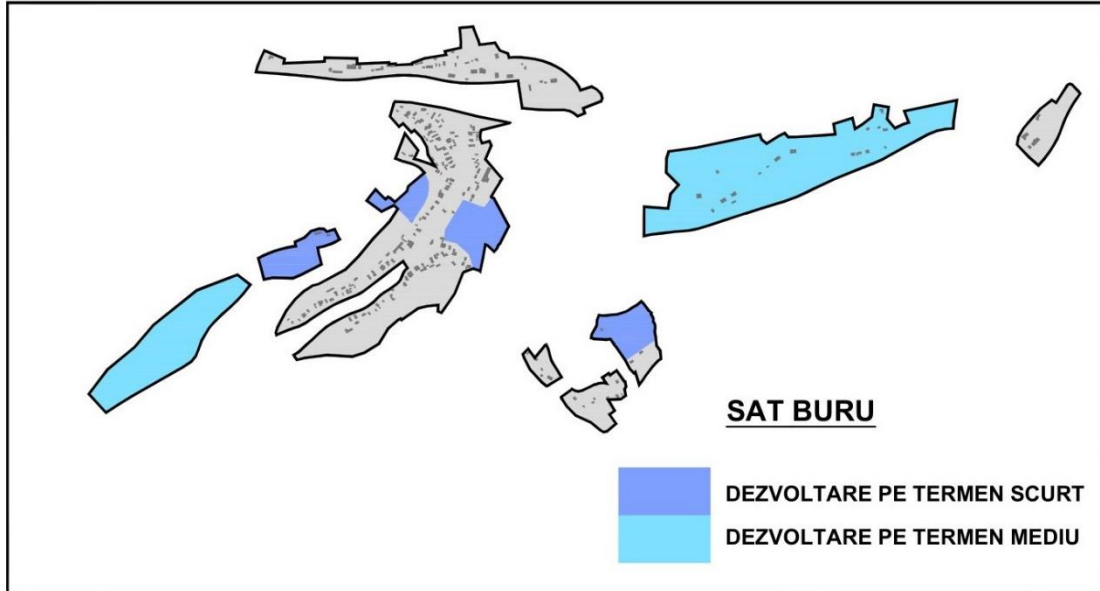 SAT BURU
DEZVOLTARE PE TERMEN SCURT
DEZVOLTARE PE TERMEN MEDIU